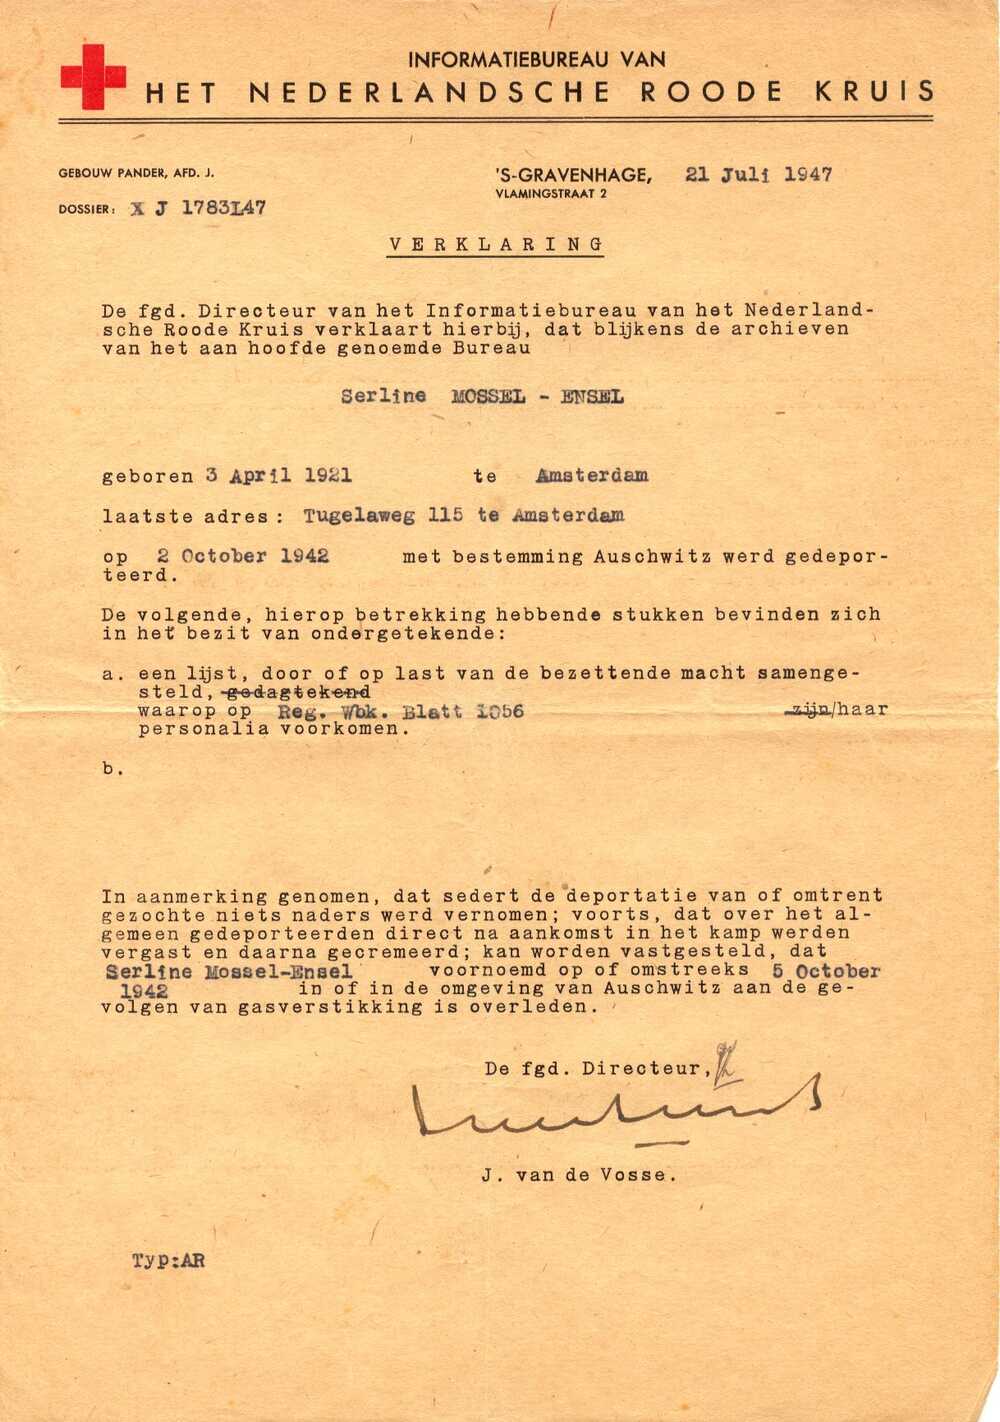 INFORMATIEBUREAU VAN
HET NEDERLANDSCHE ROODE KRUIS
GEBOUW PANDER, AFD. J.
'S-GRAVENHAGE, 21 Juli 1947
VLAMINGSTRAAT 2
DOSSIER: X J 1783L47
VERKLARING
De fgd. Directeur van het Informatiebureau van het Nederland-
sche Roode Kruis verklaart hierbij, dat blijkens de archieven
van het aan hoofde genoemde Bureau
Serline MOSSEL - ENSEL
geboren 3 April 1921 te Amsterdam
laatste adres: Tugelaweg 115 te Amsterdam
op 2 October 1942 met bestemming Auschwitz werd gedepor-
teerd.
De volgende, hierop betrekking hebbende stukken bevinden zich
in het bezit van ondergetekende:
a. een lijst, door of op last van de bezettende macht samenge-
steld, gedagtekend
waarop op Reg. Wbk. Blatt 1056 zijn/haar
personalia voorkomen.
b.
In aanmerking genomen, dat sedert de deportatie van of omtrent
gezochte niets naders werd vernomen; voorts, dat over het al-
gemeen gedeporteerden direct na aankomst in het kamp werden
vergast en daarna gecremeerd; kan worden vastgesteld, dat
Serline Mossel-Ensel voornoemd op of omstreeks 5 October
1942 in of in de omgeving van Auschwitz aan de ge-
volgen van gasverstikking is overleden.
De fgd. Directeur,
J. van de Vosse.
Typ:AR